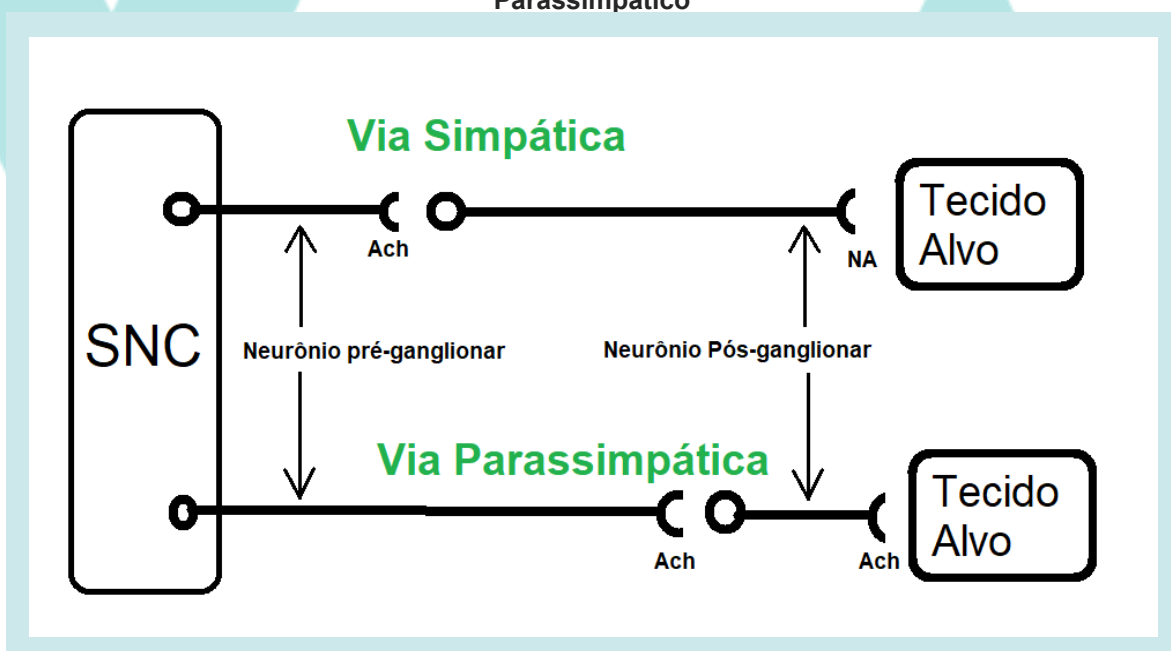 Parassimpático
Via Simpática
Ach
NA
Tecido
Alvo
SNC
Neurônio pré-ganglionar
Neurônio Pós-ganglionar
Via Parassimpática
Ach
Ach
Tecido
Alvo